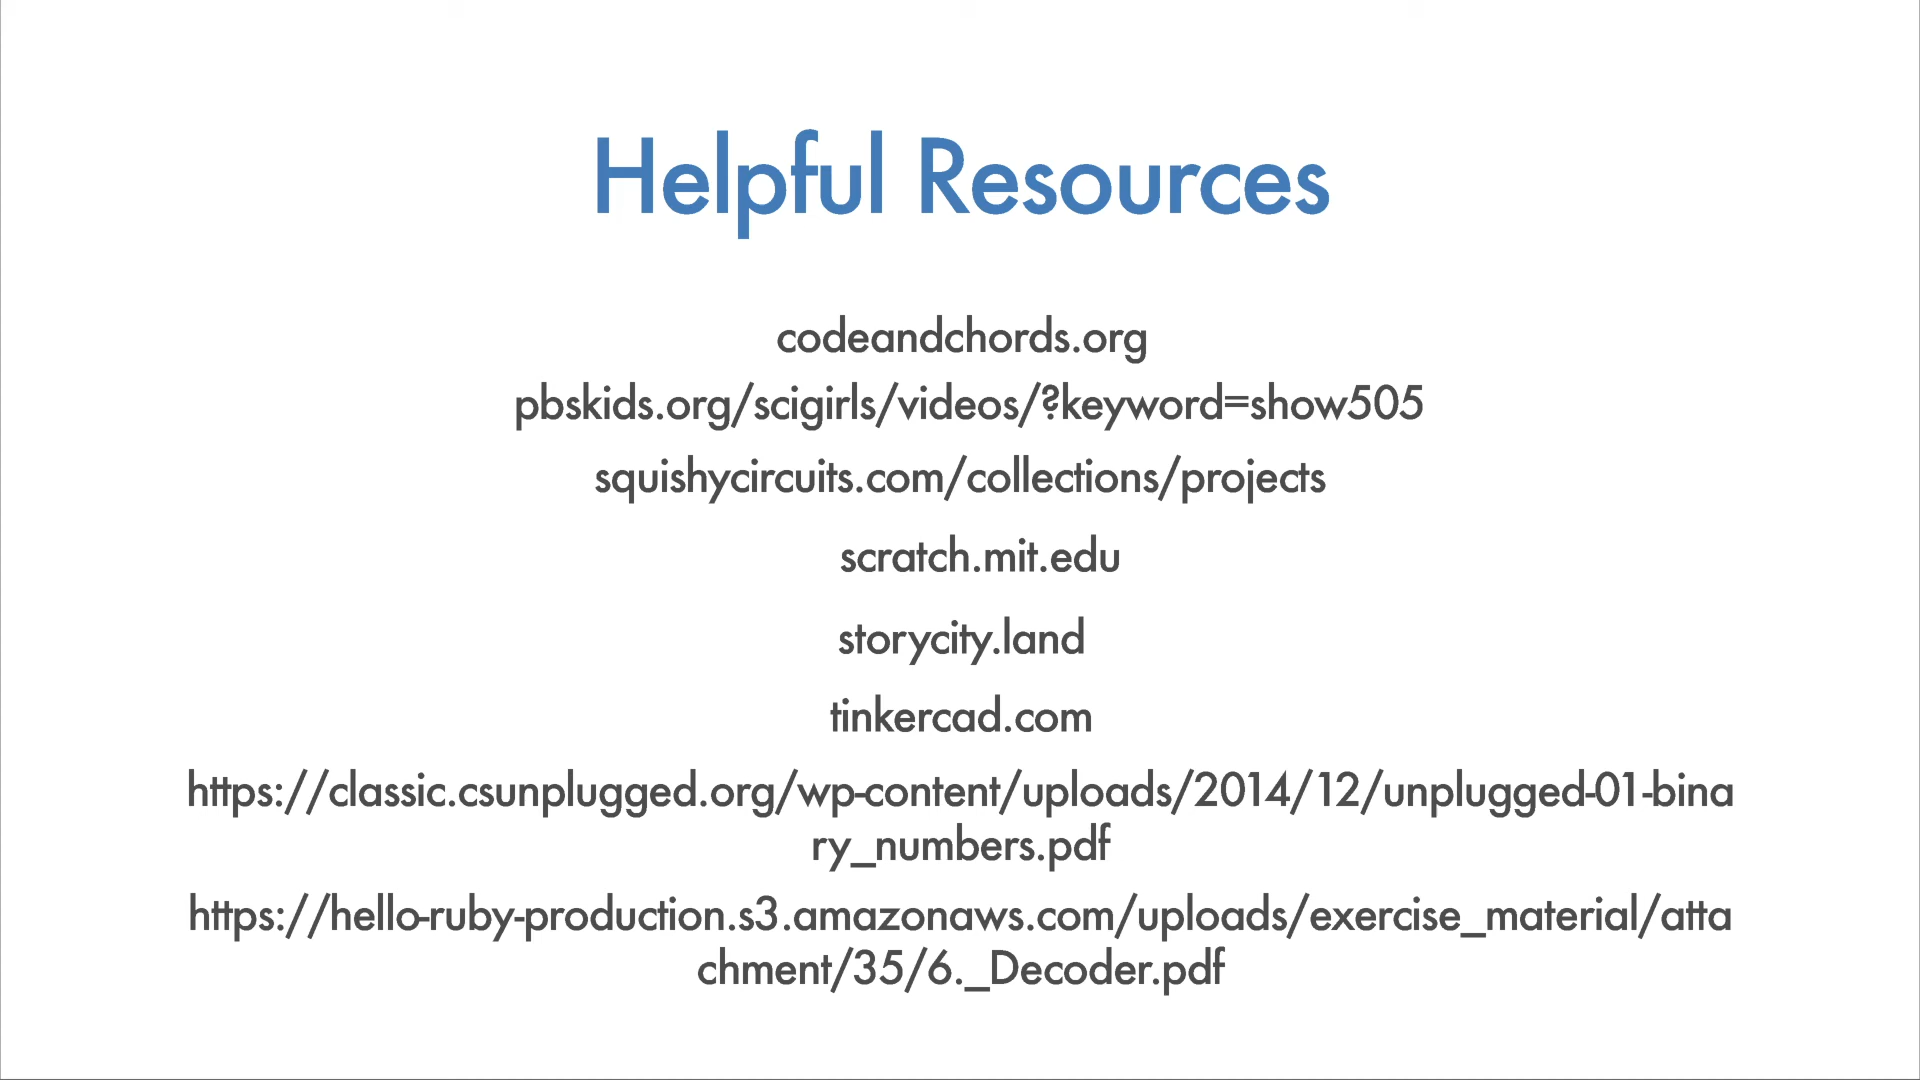 Helpful Resources
codeandchords.org
pbskids.org/scigirls/videos/?keyword=show505
squishycircuits.com/collections/projects
scratch.mit.edu
storycity.land
tinkercad.com
https://classic.csunplugged.org/wp-content/uploads/2014/12/unplugged-01-bina
ry_numbers.pdf
https://hello-ruby-production.s3.amazonaws.com/uploads/exercise_material/atta
chment/35/6._Decoder.pdf